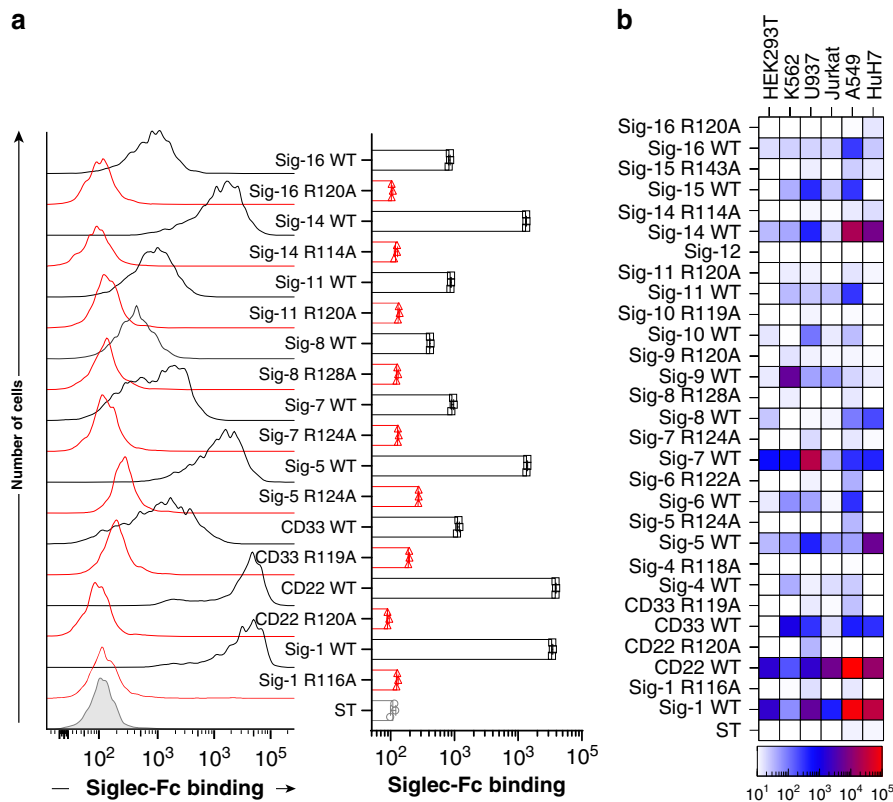 a
Number of cells
Sig-16 WT
Sig-16 R120A
Sig-14 WT
Sig-14 R114A
Sig-11 WT
Sig-11 R120A
Sig-8 WT
Sig-8 R128A
Sig-7 WT
Sig-7 R124A
Sig-5 WT
Sig-5 R124A
CD33 WT
CD33 R119A
CD22 WT
CD22 R120A
Sig-1 WT
Sig-1 R116A
ST
10² 10³ 10⁴ 10⁵
— Siglec-Fc binding →
10² 10³ 10⁴ 10⁵
Siglec-Fc binding
b
HEK293T
K562
U937
Jurkat
A549
HuH7
Sig-16 R120A
Sig-16 WT
Sig-15 R143A
Sig-15 WT
Sig-14 R114A
Sig-14 WT
Sig-12
Sig-11 R120A
Sig-11 WT
Sig-10 R119A
Sig-10 WT
Sig-9 R120A
Sig-9 WT
Sig-8 R128A
Sig-8 WT
Sig-7 R124A
Sig-7 WT
Sig-6 R122A
Sig-6 WT
Sig-5 R124A
Sig-5 WT
Sig-4 R118A
Sig-4 WT
CD33 R119A
CD33 WT
CD22 R120A
CD22 WT
Sig-1 R116A
Sig-1 WT
ST
10¹ 10² 10³ 10⁴ 10⁵